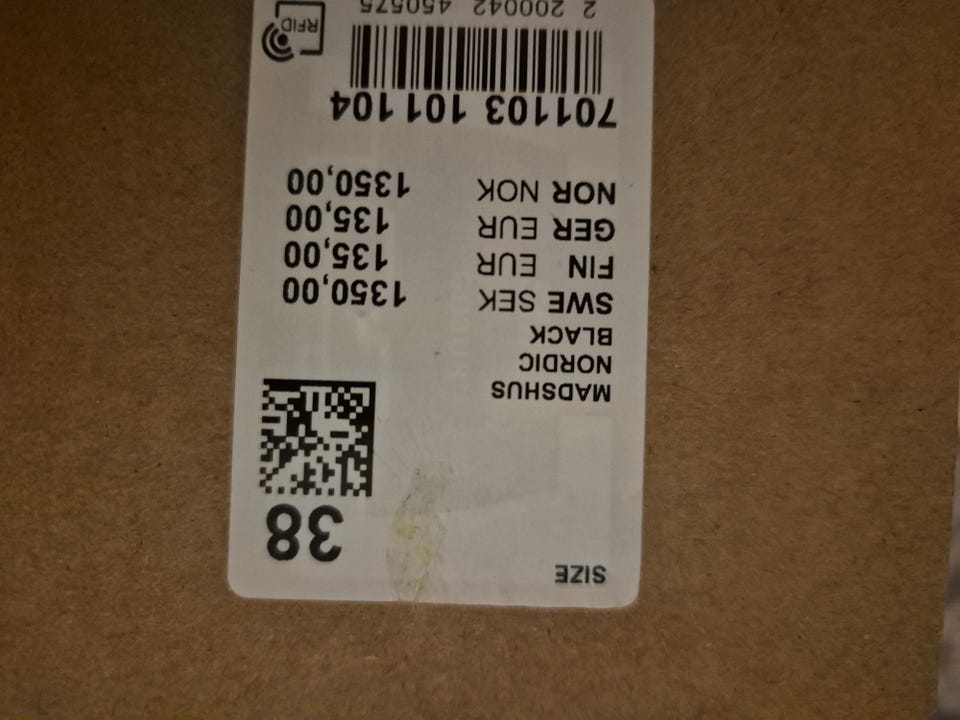 SIZE
38
MADSHUS
NORDIC
BLACK
SWE SEK 1350,00
FIN EUR 135,00
GER EUR 135,00
NOR NOK 1350,00
701103 101 104
2 200042 450575
RFID